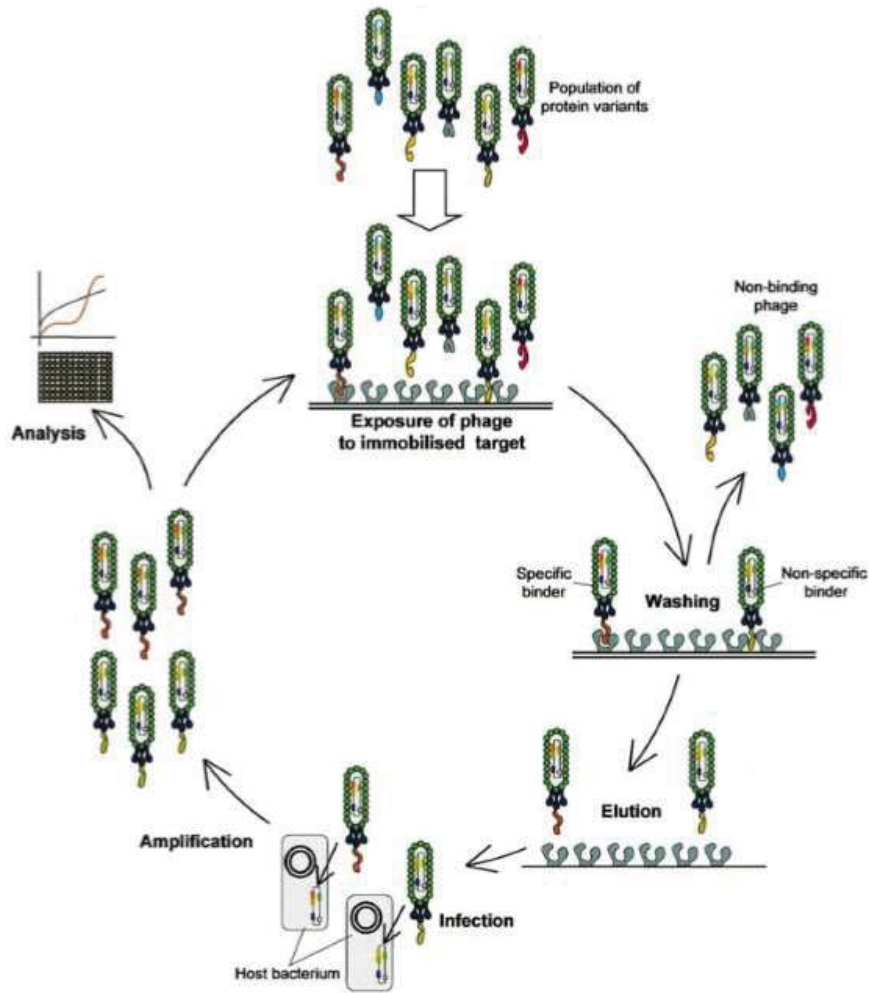 Population of
protein variants
Non-binding
phage
Exposure of phage
to immobilised target
Analysis
Specific
binder
Washing
Non-specific
binder
Elution
Amplification
Infection
Host bacterium